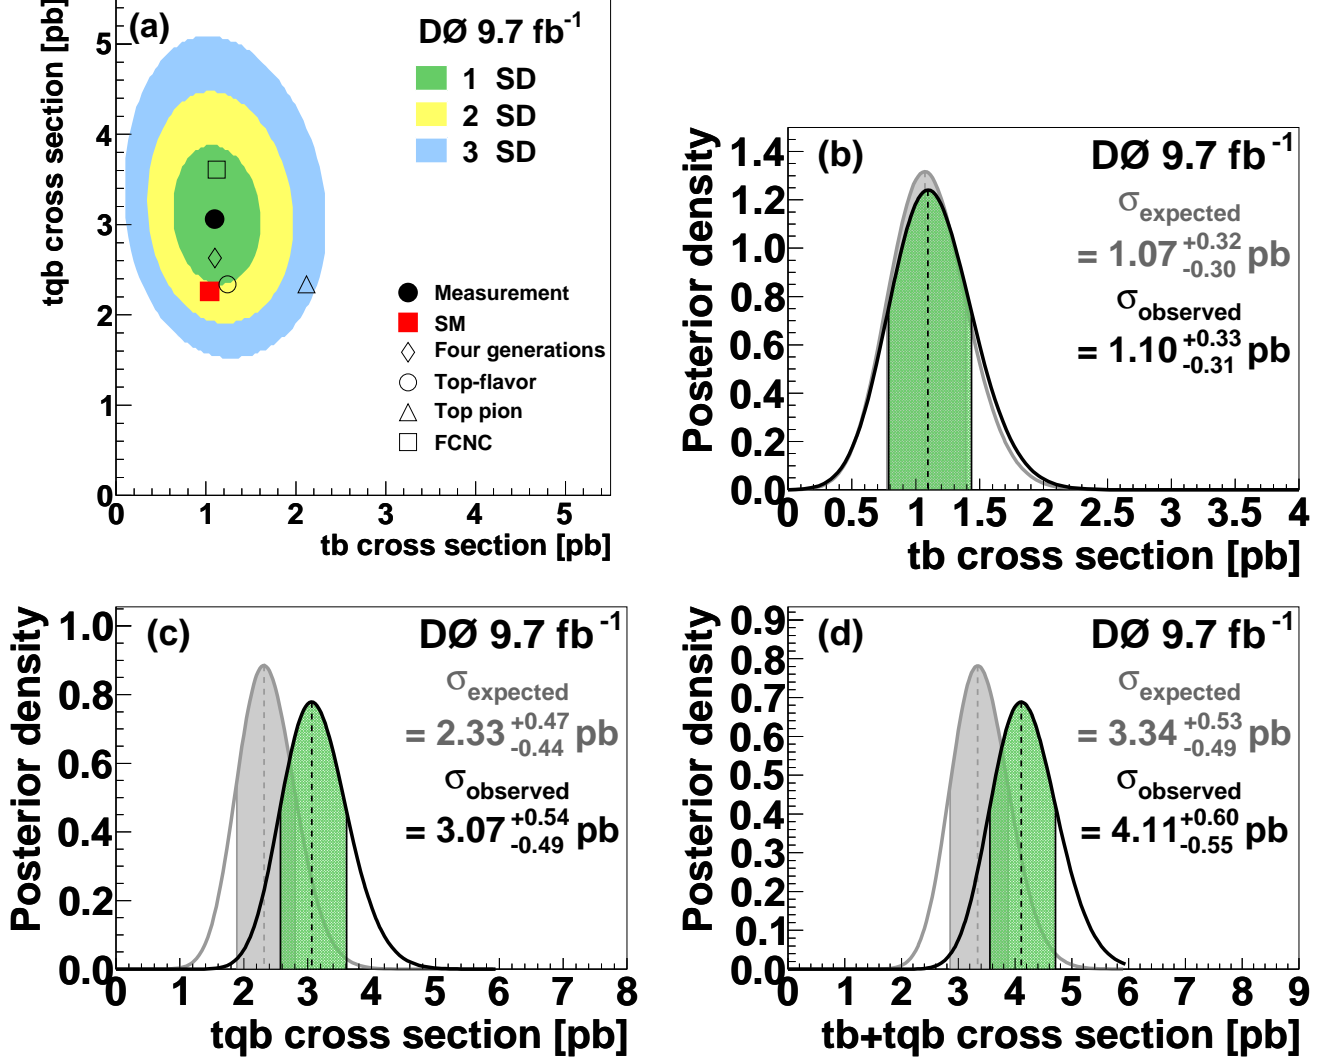 (a)
DØ 9.7 fb-1
1 SD
2 SD
3 SD
Measurement
SM
Four generations
Top-flavor
Top pion
FCNC
tqb cross section [pb]
5
4
3
2
1
0
0 1 2 3 4 5
tb cross section [pb]
(b)
DØ 9.7 fb-1
σexpected
= 1.07 +0.32 -0.30 pb
σobserved
= 1.10 +0.33 -0.31 pb
Posterior density
1.4
1.2
1.0
0.8
0.6
0.4
0.2
0.0
0 0.5 1 1.5 2 2.5 3 3.5 4
tb cross section [pb]
(c)
DØ 9.7 fb-1
σexpected
= 2.33 +0.47 -0.44 pb
σobserved
= 3.07 +0.54 -0.49 pb
Posterior density
1.0
0.8
0.6
0.4
0.2
0.0
0 1 2 3 4 5 6 7 8
tqb cross section [pb]
(d)
DØ 9.7 fb-1
σexpected
= 3.34 +0.53 -0.49 pb
σobserved
= 4.11 +0.60 -0.55 pb
Posterior density
0.9
0.8
0.7
0.6
0.5
0.4
0.3
0.2
0.1
0.0
0 1 2 3 4 5 6 7 8 9
tb+tqb cross section [pb]